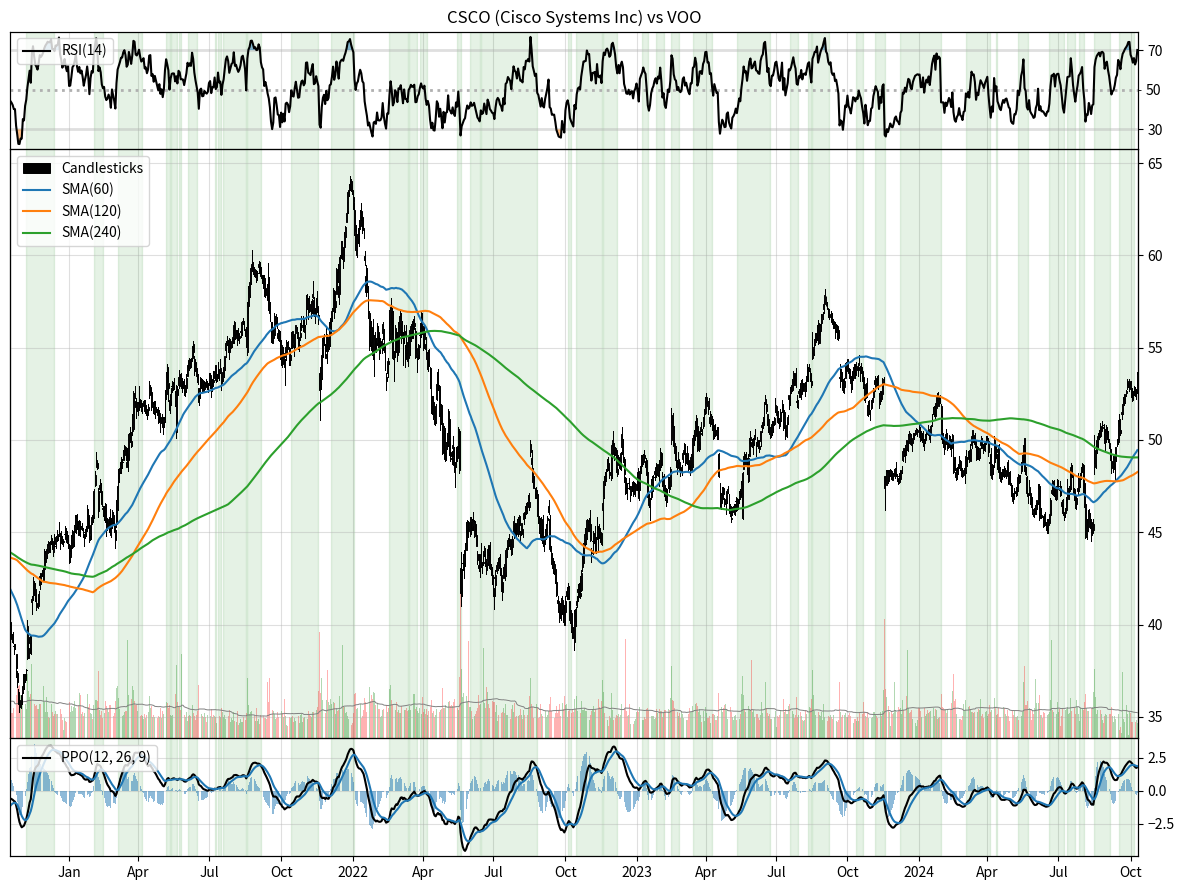 CSCO (Cisco Systems Inc) vs VOO
RSI(14)
70
50
30
Candlesticks
SMA(60)
SMA(120)
SMA(240)
65
60
55
50
45
40
35
PPO(12, 26, 9)
2.5
0.0
−2.5
Jan Apr Jul Oct 2022 Apr Jul Oct 2023 Apr Jul Oct 2024 Apr Jul Oct